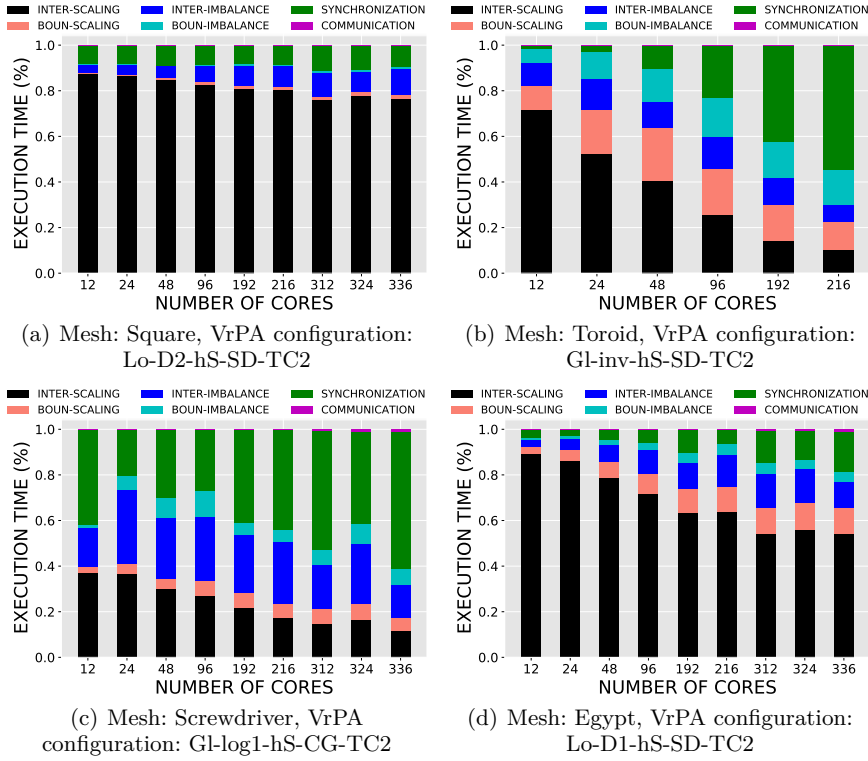 INTER-SCALING INTER-IMBALANCE SYNCHRONIZATION
BOUN-SCALING BOUN-IMBALANCE COMMUNICATION
1.0
0.8
0.6
0.4
0.2
0.0
EXECUTION TIME (%)
12 24 48 96 192 216 312 324 336
NUMBER OF CORES
(a) Mesh: Square, VrPA configuration:
Lo-D2-hS-SD-TC2
INTER-SCALING INTER-IMBALANCE SYNCHRONIZATION
BOUN-SCALING BOUN-IMBALANCE COMMUNICATION
1.0
0.8
0.6
0.4
0.2
0.0
EXECUTION TIME (%)
12 24 48 96 192 216
NUMBER OF CORES
(b) Mesh: Toroid, VrPA configuration:
Gl-inv-hS-SD-TC2
INTER-SCALING INTER-IMBALANCE SYNCHRONIZATION
BOUN-SCALING BOUN-IMBALANCE COMMUNICATION
1.0
0.8
0.6
0.4
0.2
0.0
EXECUTION TIME (%)
12 24 48 96 192 216 312 324 336
NUMBER OF CORES
(c) Mesh: Screwdriver, VrPA
configuration: Gl-log1-hS-CG-TC2
INTER-SCALING INTER-IMBALANCE SYNCHRONIZATION
BOUN-SCALING BOUN-IMBALANCE COMMUNICATION
1.0
0.8
0.6
0.4
0.2
0.0
EXECUTION TIME (%)
12 24 48 96 192 216 312 324 336
NUMBER OF CORES
(d) Mesh: Egypt, VrPA configuration:
Lo-D1-hS-SD-TC2